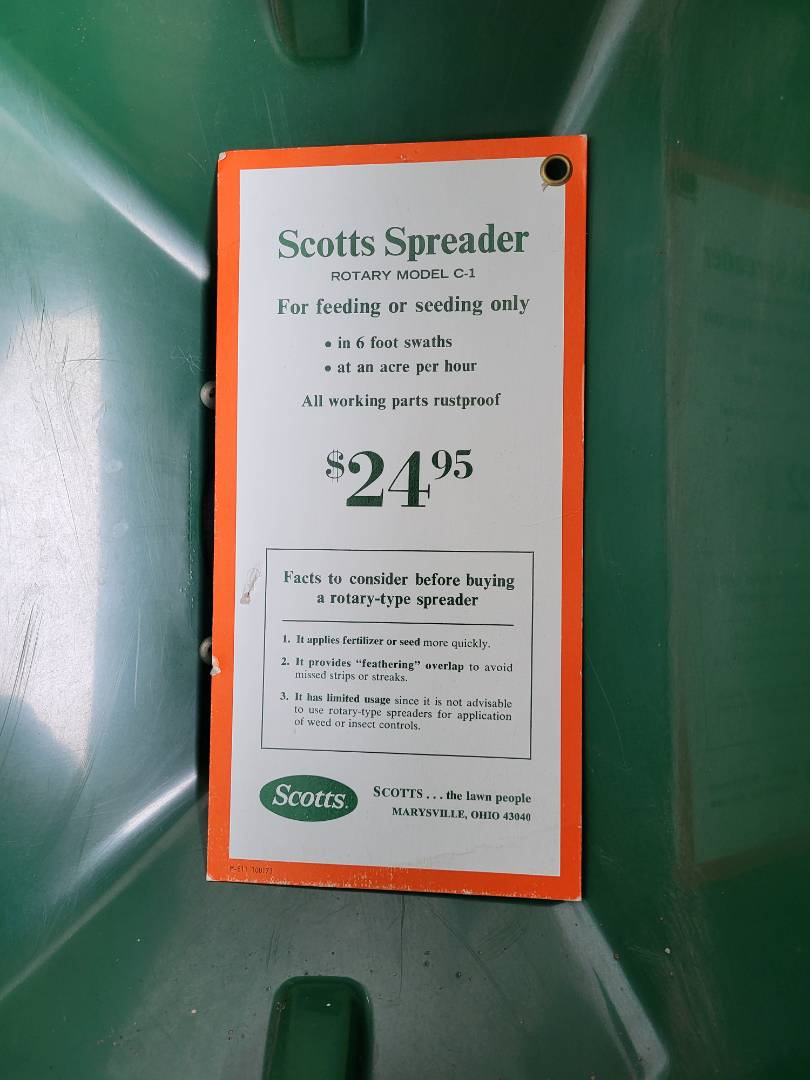 Scotts Spreader
ROTARY MODEL C-1
For feeding or seeding only
• in 6 foot swaths
• at an acre per hour
All working parts rustproof
$24 95
Facts to consider before buying
a rotary-type spreader
1. It applies fertilizer or seed more quickly.
2. It provides "feathering" overlap to avoid
missed strips or streaks.
3. It has limited usage since it is not advisable
to use rotary-type spreaders for application
of weed or insect controls.
Scotts.
SCOTTS ... the lawn people
MARYSVILLE, OHIO 43040